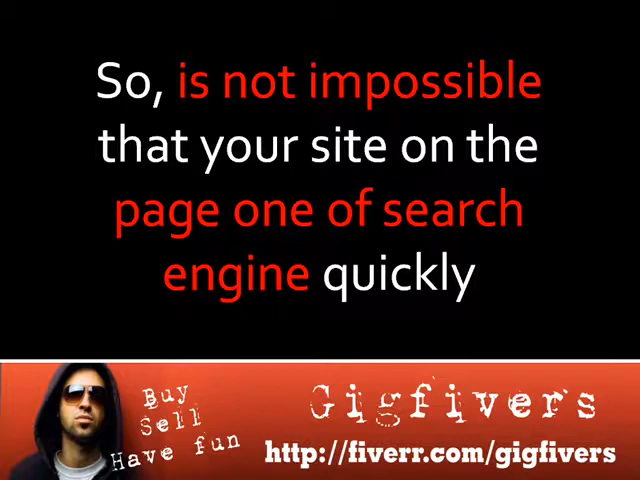 So, is not impossible
that your site on the
page one of search
engine quickly
Buy
Sell
Have fun
Gigfivers
http://fiverr.com/gigfivers